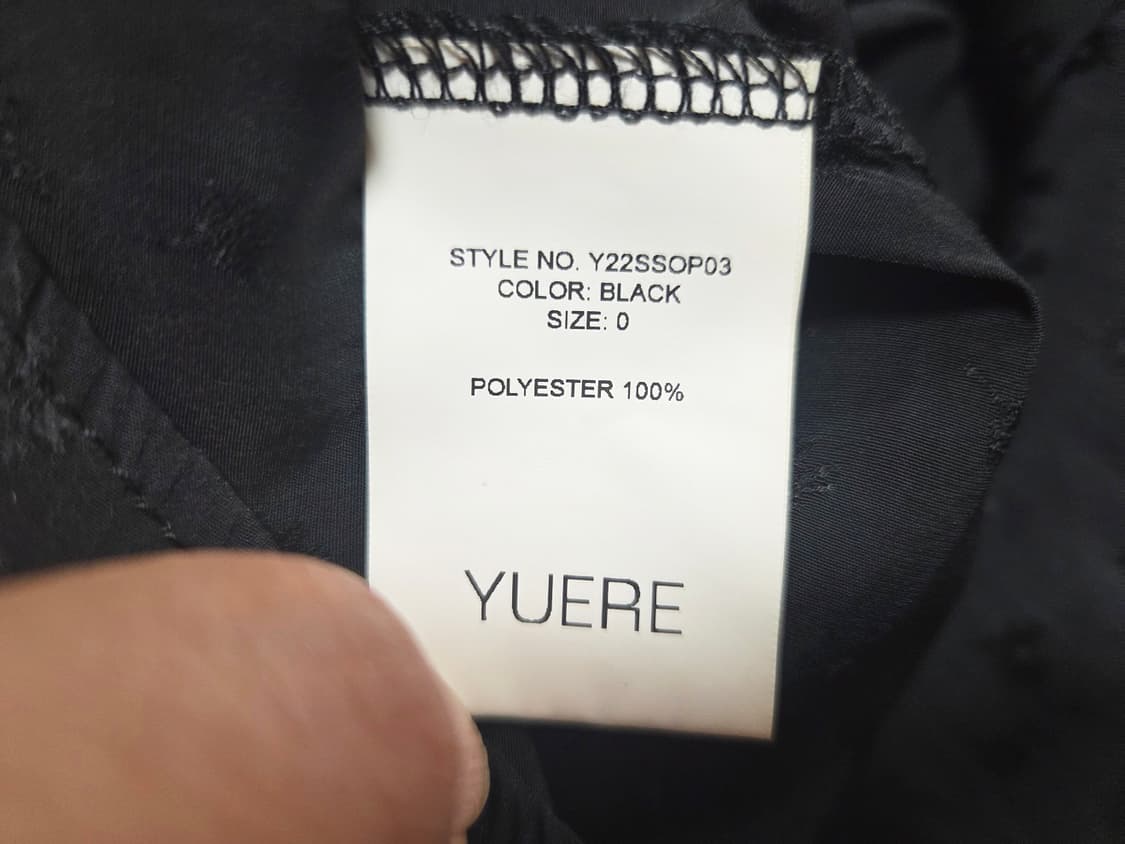 STYLE NO. Y22SSOP03
COLOR: BLACK
SIZE: 0
POLYESTER 100%
YUERE